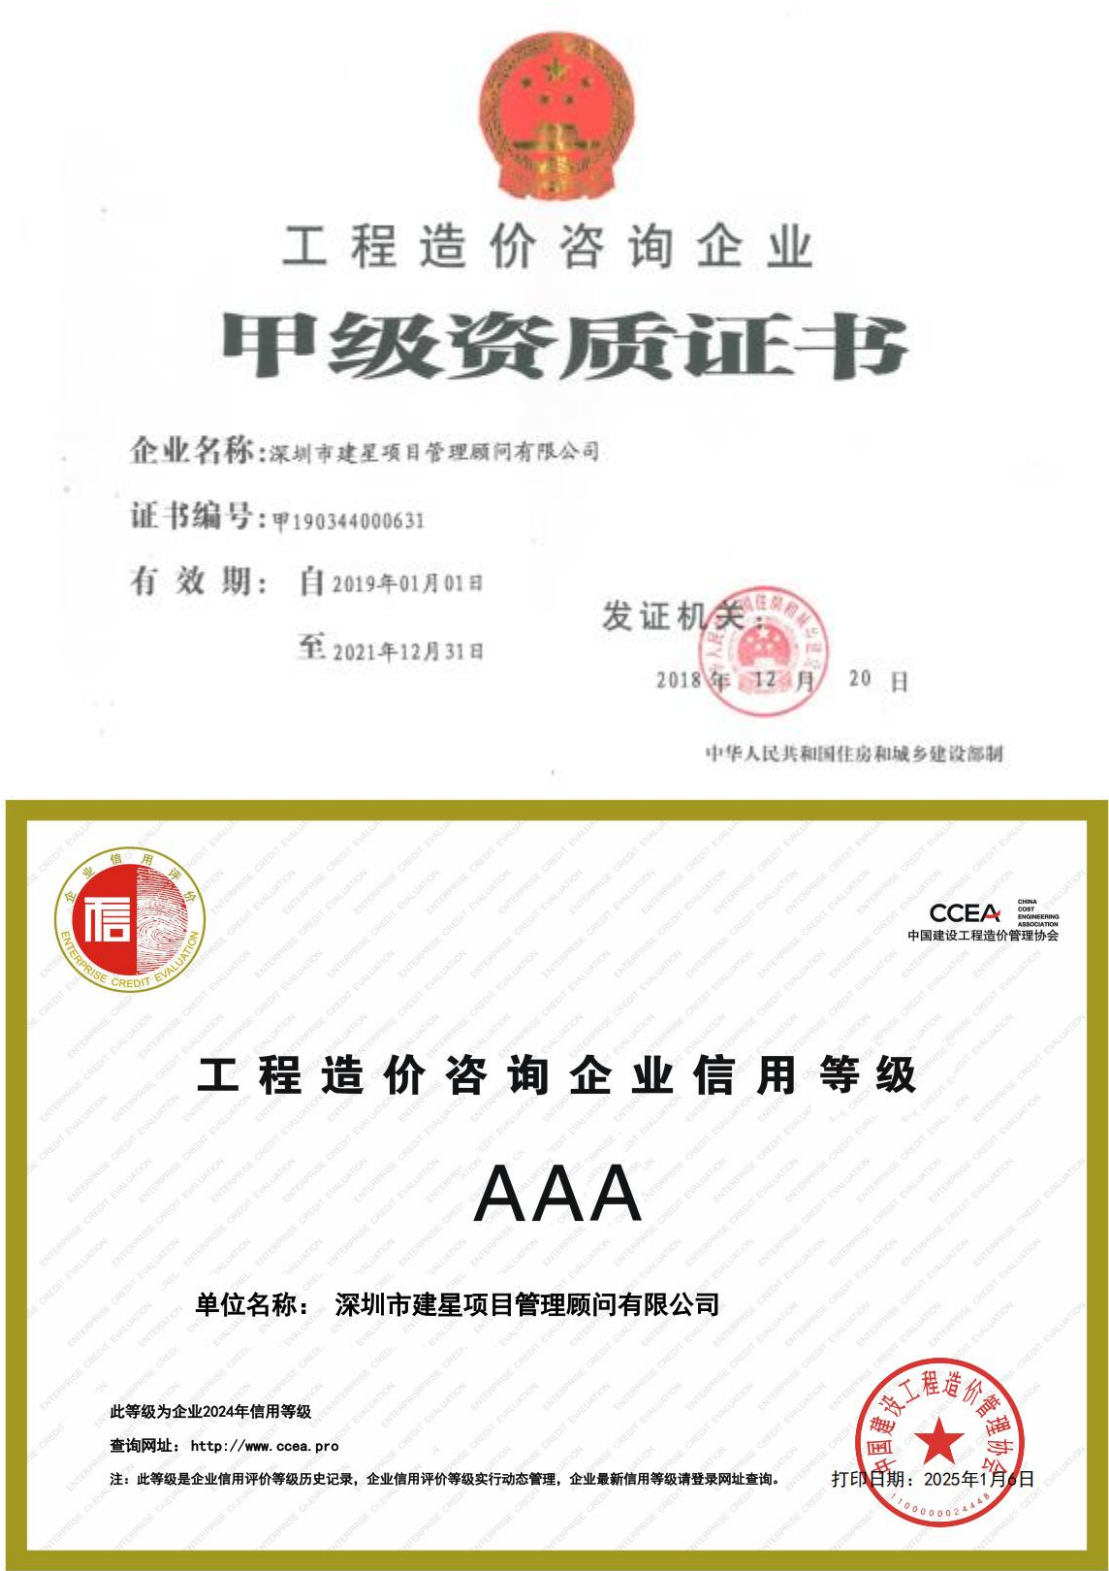 工程造价咨询企业
甲级资质证书
企业名称:深圳市建星项目管理顾问有限公司
证书编号:甲190344000631
有效期: 自2019年01月01日
至2021年12月31日
发证机关:
2018年12月20日
中华人民共和国住房和城乡建设部制
企业信用评价
信
ENTERPRISE CREDIT EVALUATION
CCEA CHINA COST ENGINEERING ASSOCIATION
中国建设工程造价管理协会
工程造价咨询企业信用等级
AAA
单位名称: 深圳市建星项目管理顾问有限公司
此等级为企业2024年信用等级
查询网址: http://www.ccea.pro
注: 此等级是企业信用评价等级历史记录，企业信用评价等级实行动态管理，企业最新信用等级请登录网址查询。
打印日期: 2025年1月6日
中国建设工程造价管理协会
1100000024448